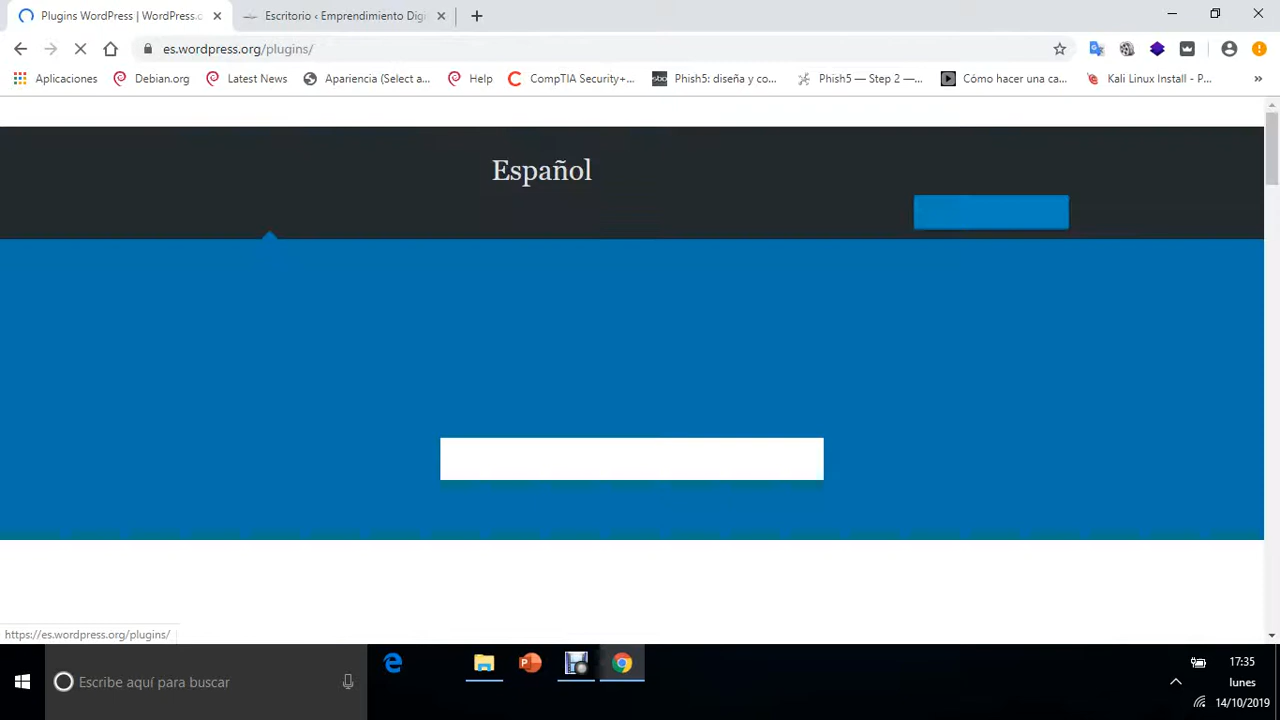 Plugins WordPress | WordPress.c
Escritorio ‹ Emprendimiento Digi
es.wordpress.org/plugins/
Aplicaciones
Debian.org
Latest News
Apariencia (Select a...
Help
CompTIA Security+...
sbd
Phish5: diseña y co...
Phish5 — Step 2 —...
Cómo hacer una ca...
Kali Linux Install - P...
»
Español
https://es.wordpress.org/plugins/
Escribe aquí para buscar
17:35
lunes
14/10/2019